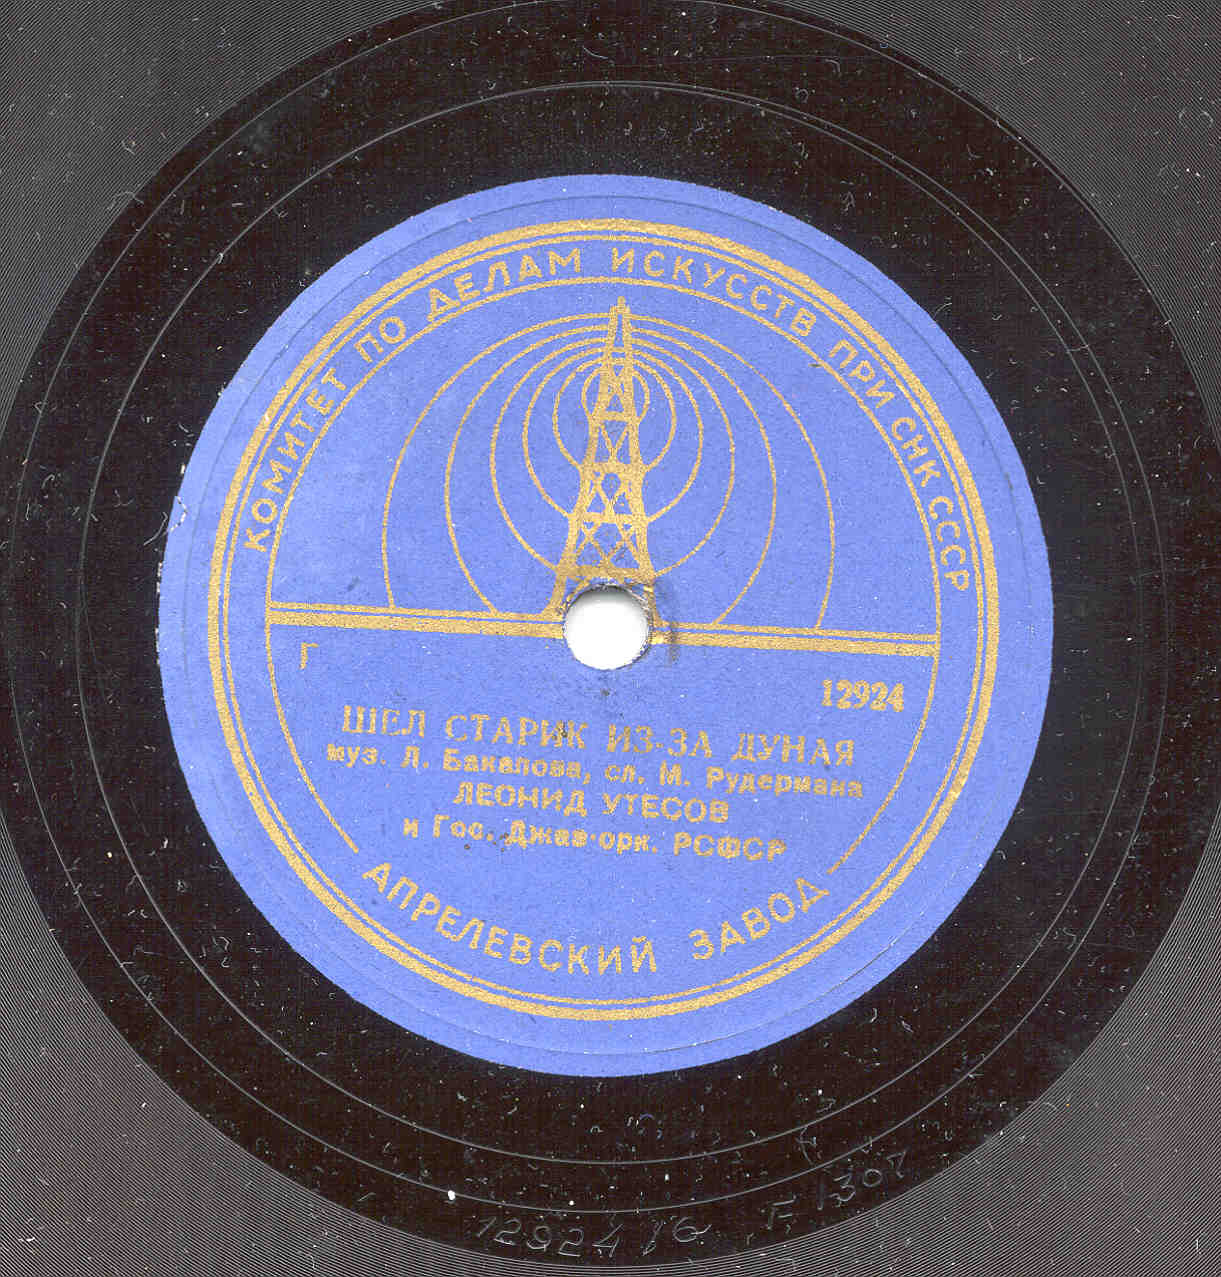 КОМИТЕТ ПО ДЕЛАМ ИСКУССТВ ПРИ СНК СССР
Г
12924
ШЕЛ СТАРИК ИЗ-ЗА ДУНАЯ
муз. Л. Бакалова, сл. М. Рудермана
ЛЕОНИД УТЕСОВ
и Гос. Джаз-орк. РСФСР
АПРЕЛЕВСКИЙ ЗАВОД
12924/6 Г 1307